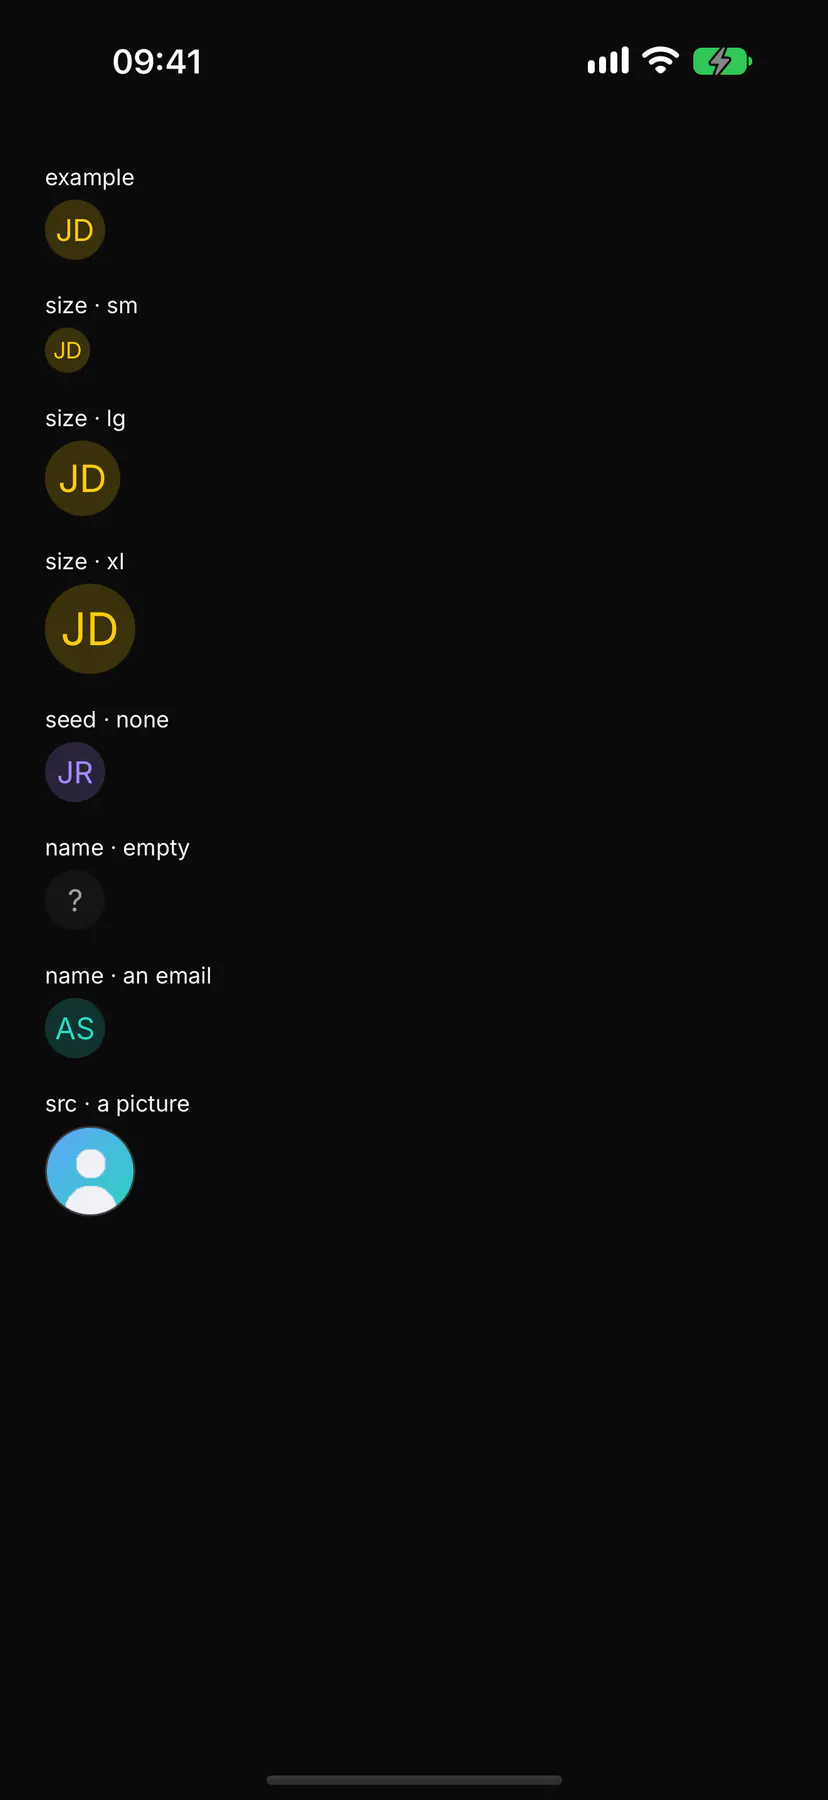 09:41
example
JD
size · sm
JD
size · lg
JD
size · xl
JD
seed · none
JR
name · empty
?
name · an email
AS
src · a picture